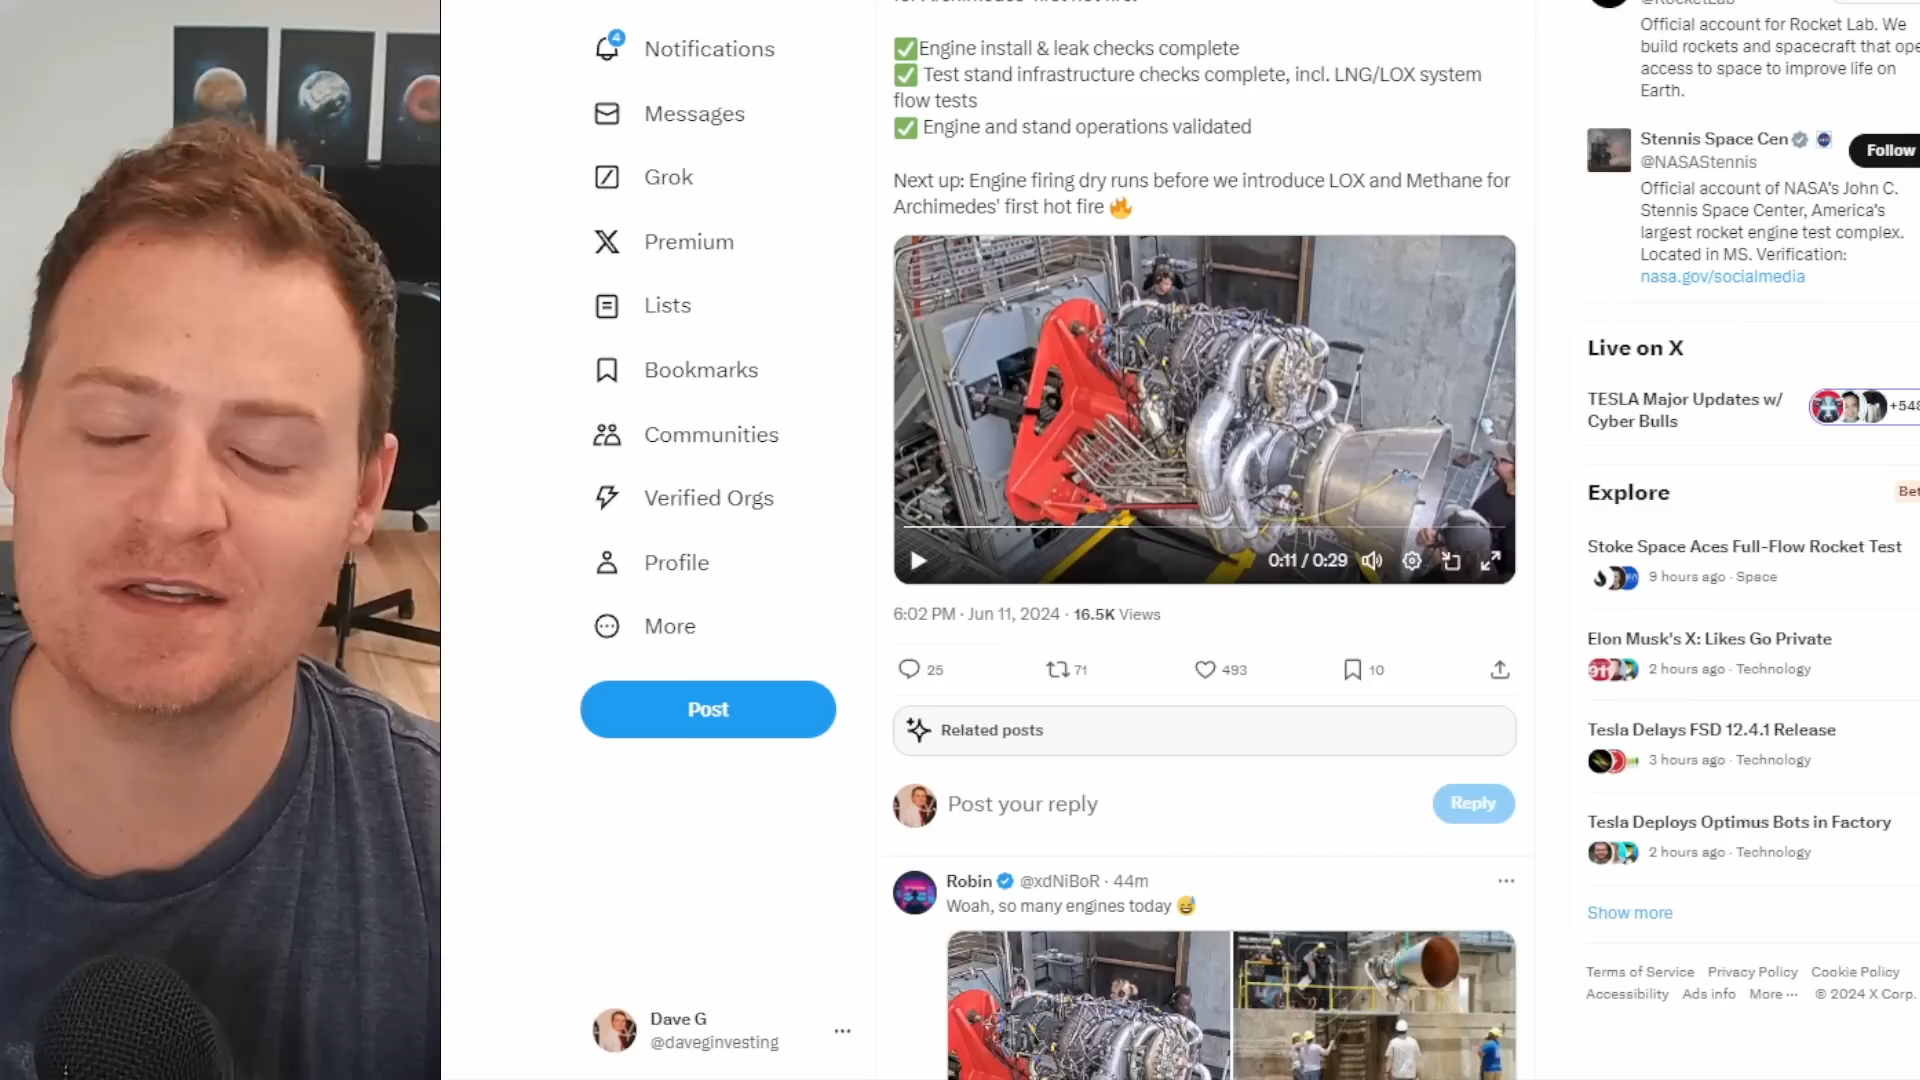 4
Notifications
Messages
Grok
Premium
Lists
Bookmarks
Communities
Verified Orgs
Profile
More
Post
Dave G
@daveginvesting
for Archimedes' first hot fire.
Engine install & leak checks complete
Test stand infrastructure checks complete, incl. LNG/LOX system
flow tests
Engine and stand operations validated
Next up: Engine firing dry runs before we introduce LOX and Methane for
Archimedes' first hot fire
0:11 / 0:29
6:02 PM · Jun 11, 2024 · 16.5K Views
25
71
493
10
Related posts
Post your reply
Reply
Robin @xdNiBoR · 44m
Woah, so many engines today
@RocketLab
Official account for Rocket Lab. We
build rockets and spacecraft that ope
access to space to improve life on
Earth.
Stennis Space Cen
@NASAStennis
Follow
Official account of NASA's John C.
Stennis Space Center, America's
largest rocket engine test complex.
Located in MS. Verification:
nasa.gov/socialmedia
Live on X
TESLA Major Updates w/
Cyber Bulls
+548
Explore
Bet
Stoke Space Aces Full-Flow Rocket Test
9 hours ago · Space
Elon Musk's X: Likes Go Private
2 hours ago · Technology
Tesla Delays FSD 12.4.1 Release
3 hours ago · Technology
Tesla Deploys Optimus Bots in Factory
2 hours ago · Technology
Show more
Terms of Service Privacy Policy Cookie Policy
Accessibility Ads info More ··· © 2024 X Corp.